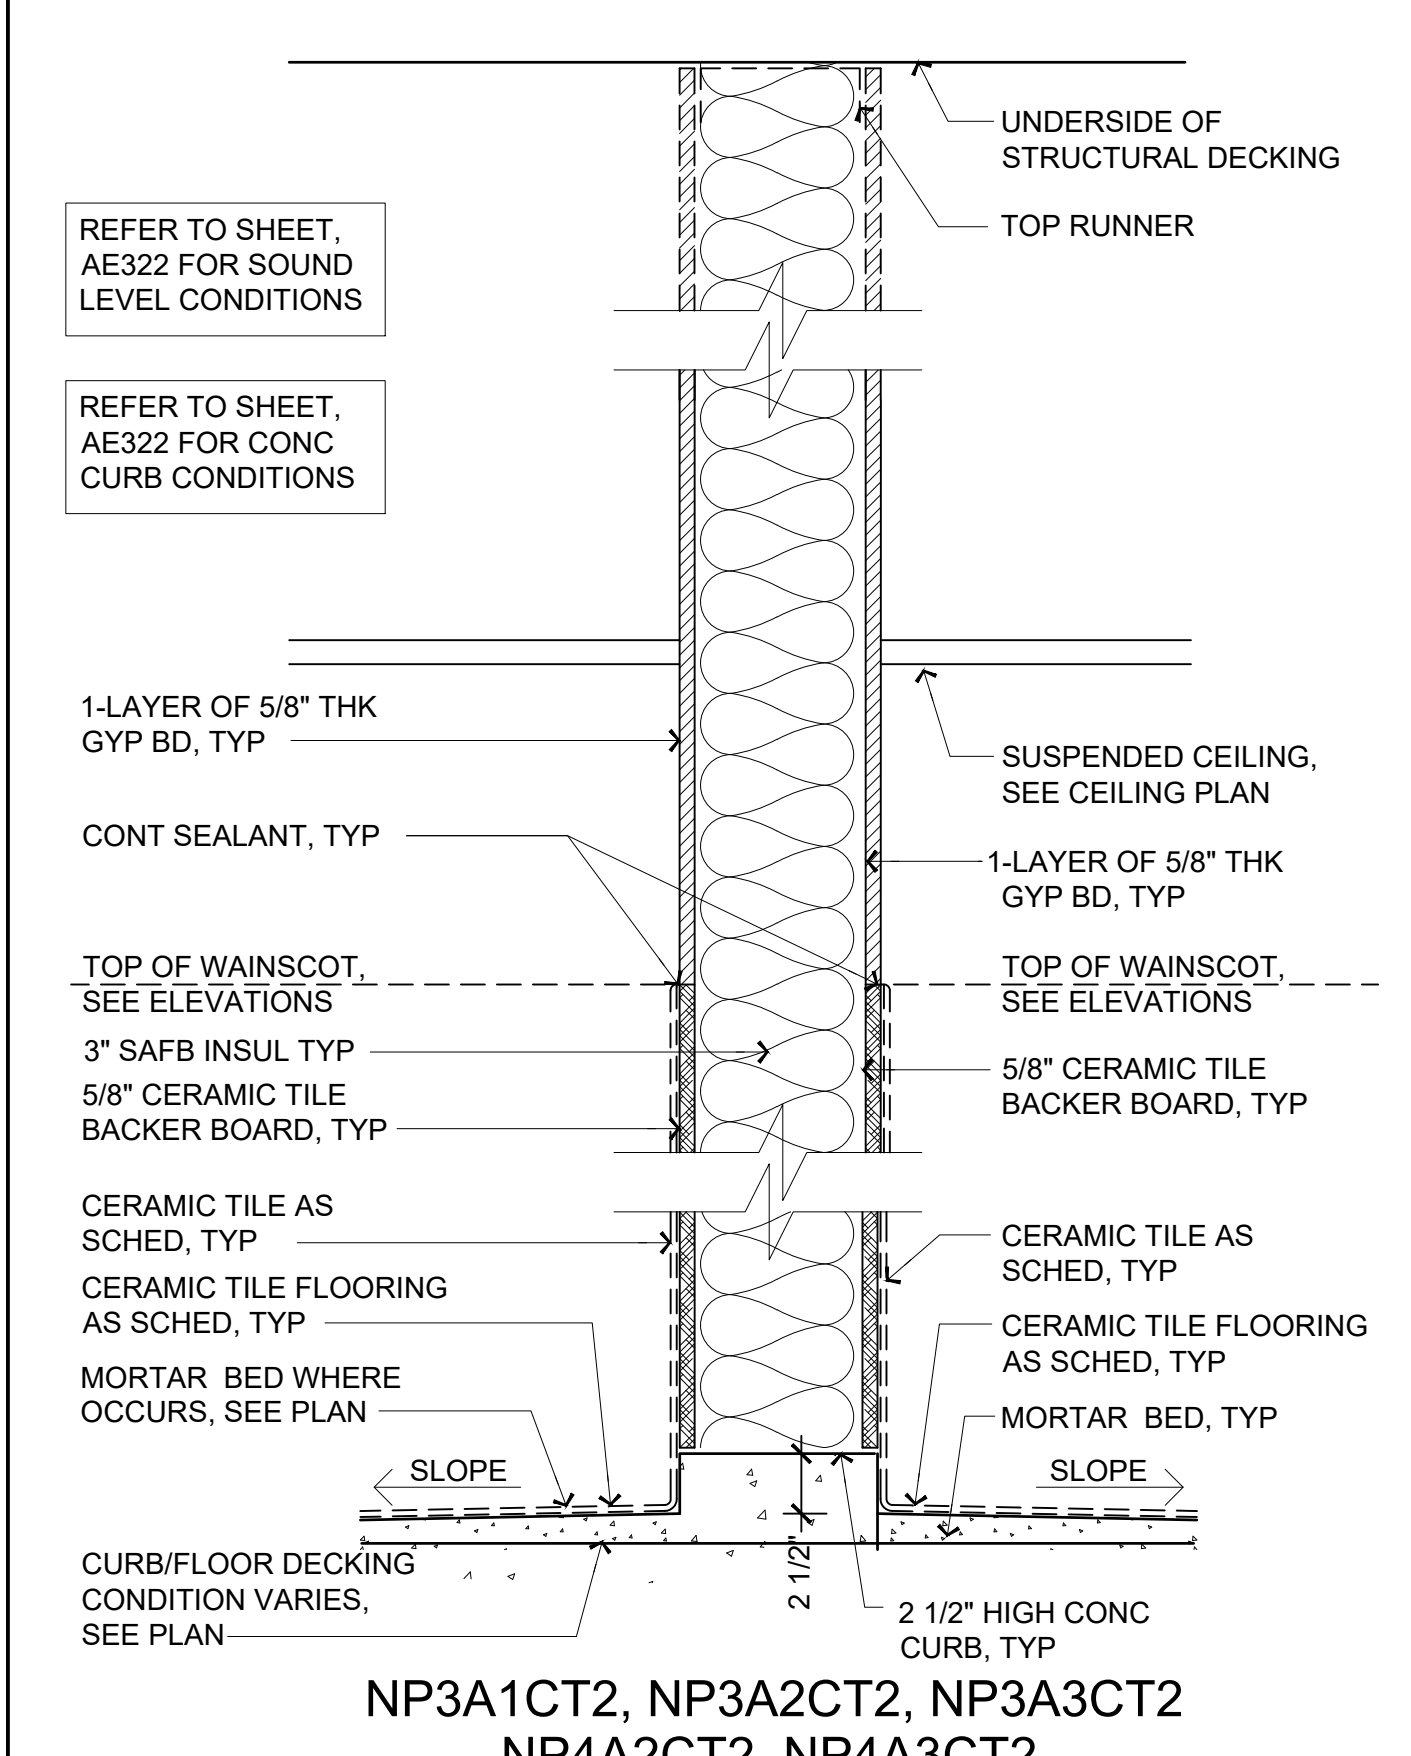 UNDERSIDE OF
STRUCTURAL DECKING
TOP RUNNER
REFER TO SHEET,
AE322 FOR SOUND
LEVEL CONDITIONS
REFER TO SHEET,
AE322 FOR CONC
CURB CONDITIONS
1-LAYER OF 5/8" THK
GYP BD, TYP
CONT SEALANT, TYP
TOP OF WAINSCOT,
SEE ELEVATIONS
3" SAFB INSUL TYP
5/8" CERAMIC TILE
BACKER BOARD, TYP
CERAMIC TILE AS
SCHED, TYP
CERAMIC TILE FLOORING
AS SCHED, TYP
MORTAR BED WHERE
OCCURS, SEE PLAN
SLOPE
CURB/FLOOR DECKING
CONDITION VARIES,
SEE PLAN
SUSPENDED CEILING,
SEE CEILING PLAN
1-LAYER OF 5/8" THK
GYP BD, TYP
TOP OF WAINSCOT,
SEE ELEVATIONS
5/8" CERAMIC TILE
BACKER BOARD, TYP
CERAMIC TILE AS
SCHED, TYP
CERAMIC TILE FLOORING
AS SCHED, TYP
MORTAR BED, TYP
SLOPE
2 1/2"
2 1/2" HIGH CONC
CURB, TYP
NP3A1CT2, NP3A2CT2, NP3A3CT2
NP4A2CT2, NP4A3CT2